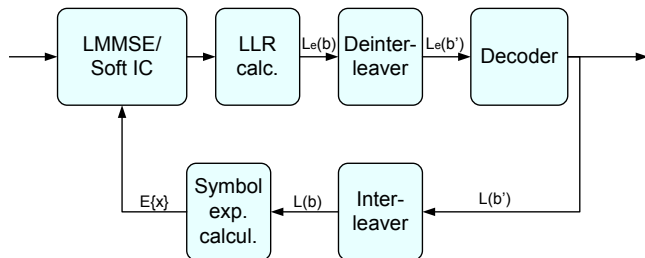 LMMSE/
Soft IC
LLR
calc.
Lₑ(b)
Deinter-
leaver
Lₑ(b’)
Decoder
E{x}
Symbol
exp.
calcul.
L(b)
Inter-
leaver
L(b’)